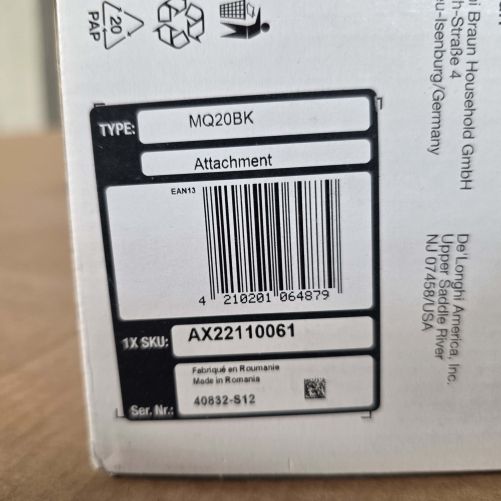 20
PAP
Braun Household GmbH
h-Straße 4
u-Isenburg/Germany
De'Longhi America, Inc.
Upper Saddle River
NJ 07458/USA
TYPE: MQ20BK
Attachment
EAN13
4 210201 064879
1X SKU: AX22110061
Fabriqué en Roumanie
Made in Romania
Ser. Nr.: 40832-S12